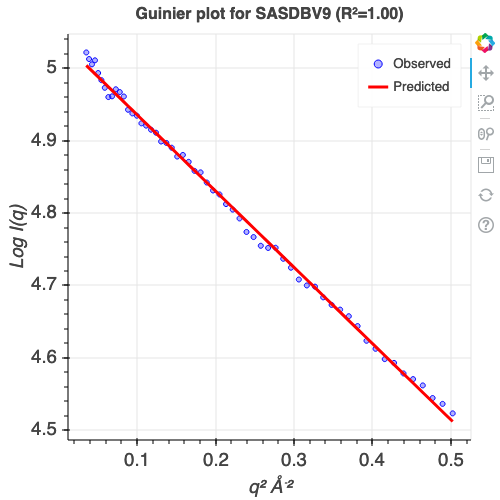 Guinier plot for SASDBV9 (R²=1.00)
Observed
Predicted
5
4.9
4.8
4.7
4.6
4.5
Log I(q)
0.1
0.2
0.3
0.4
0.5
q² Å⁻²